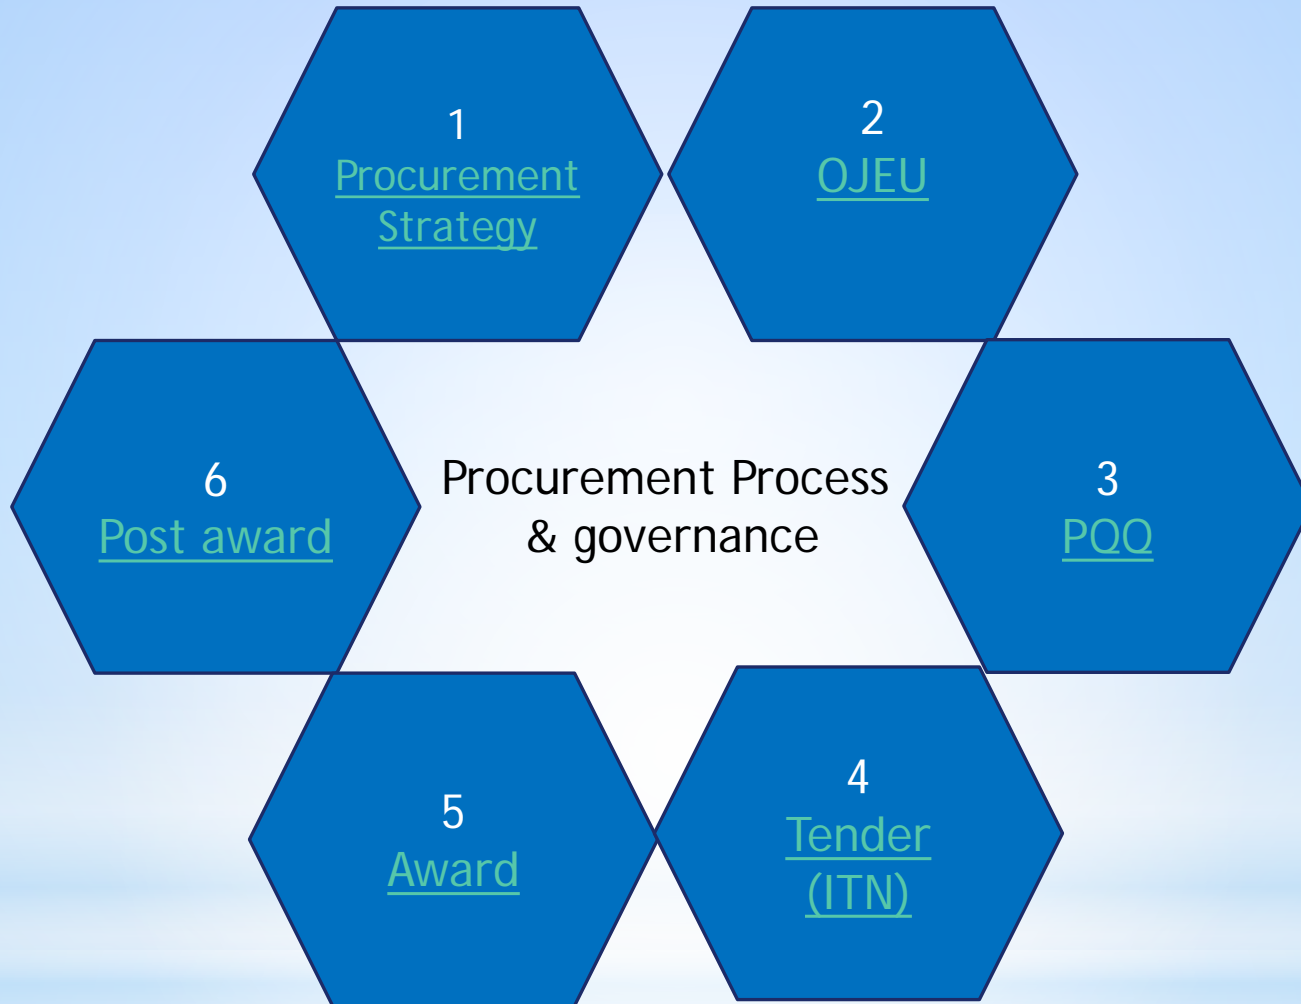 1
Procurement
Strategy
2
OJEU
3
PQQ
4
Tender
(ITN)
5
Award
6
Post award
Procurement Process
& governance